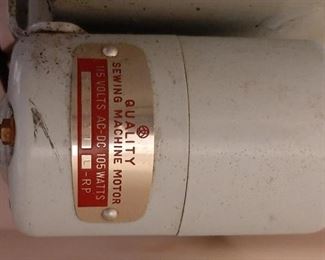 QUALITY
SEWING MACHINE MOTOR
115 VOLTS AC-DC 105 WATTS
-RP